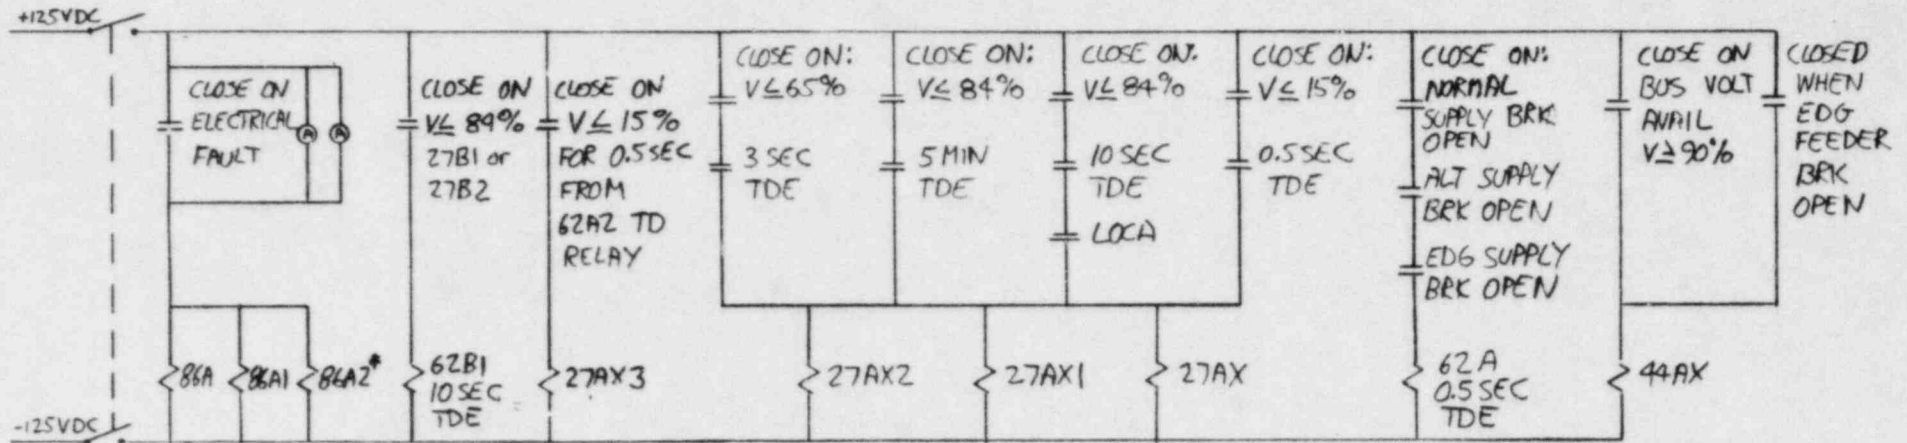 +125VDC
CLOSE ON
ELECTRICAL
FAULT
A
A
CLOSE ON
V≤ 84%
27B1 or
27B2
CLOSE ON
V≤ 15%
FOR 0.5SEC
FROM
62A2 TD
RELAY
CLOSE ON:
V≤65%
3 SEC
TDE
CLOSE ON:
V≤ 84%
5 MIN
TDE
CLOSE ON:
V≤84%
10 SEC
TDE
LOCA
CLOSE ON:
V≤ 15%
0.5SEC
TDE
CLOSE ON:
NORMAL
SUPPLY BRK
OPEN
ALT SUPPLY
BRK OPEN
EDG SUPPLY
BRK OPEN
CLOSE ON
BUS VOLT
AVAIL
V≥90%
CLOSED
WHEN
EDG
FEEDER
BRK
OPEN
86A
86A1
86A2*
62B1
10SEC
TDE
27AX3
27AX2
27AX1
27AX
62A
0.5SEC
TDE
44AX
-125VDC